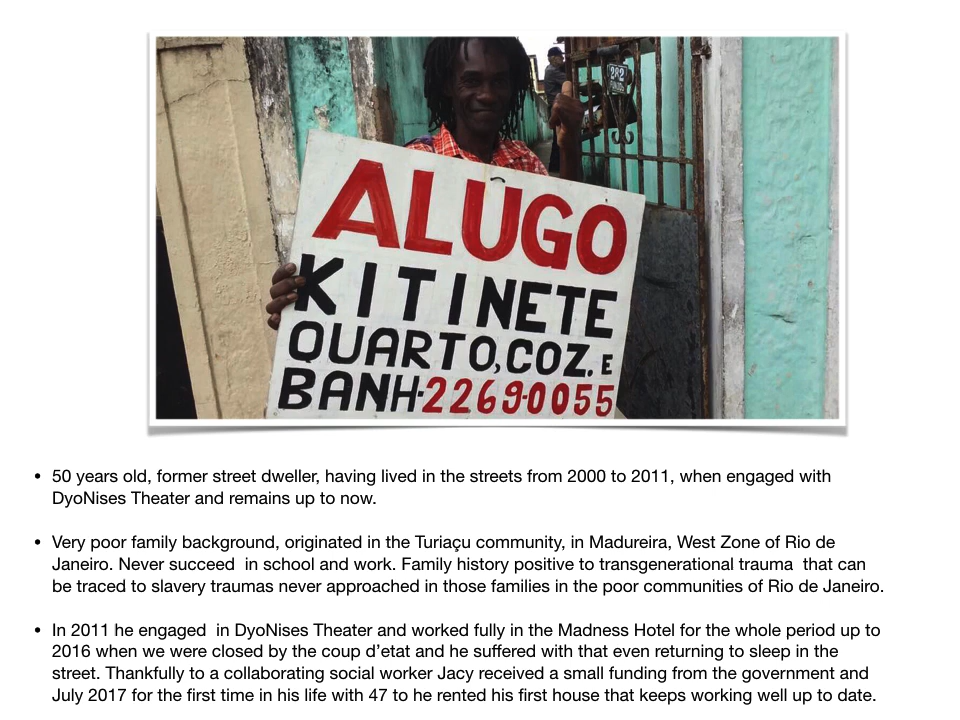 282
ALUGO
KITINETE
QUARTO, COZ. E
BANH·2269-0055
• 50 years old, former street dweller, having lived in the streets from 2000 to 2011, when engaged with
DyoNises Theater and remains up to now.
• Very poor family background, originated in the Turiaçu community, in Madureira, West Zone of Rio de
Janeiro. Never succeed  in school and work. Family history positive to transgenerational trauma  that can
be traced to slavery traumas never approached in those families in the poor communities of Rio de Janeiro.
• In 2011 he engaged  in DyoNises Theater and worked fully in the Madness Hotel for the whole period up to
2016 when we were closed by the coup d’etat and he suffered with that even returning to sleep in the
street. Thankfully to a collaborating social worker Jacy received a small funding from the government and
July 2017 for the first time in his life with 47 to he rented his first house that keeps working well up to date.